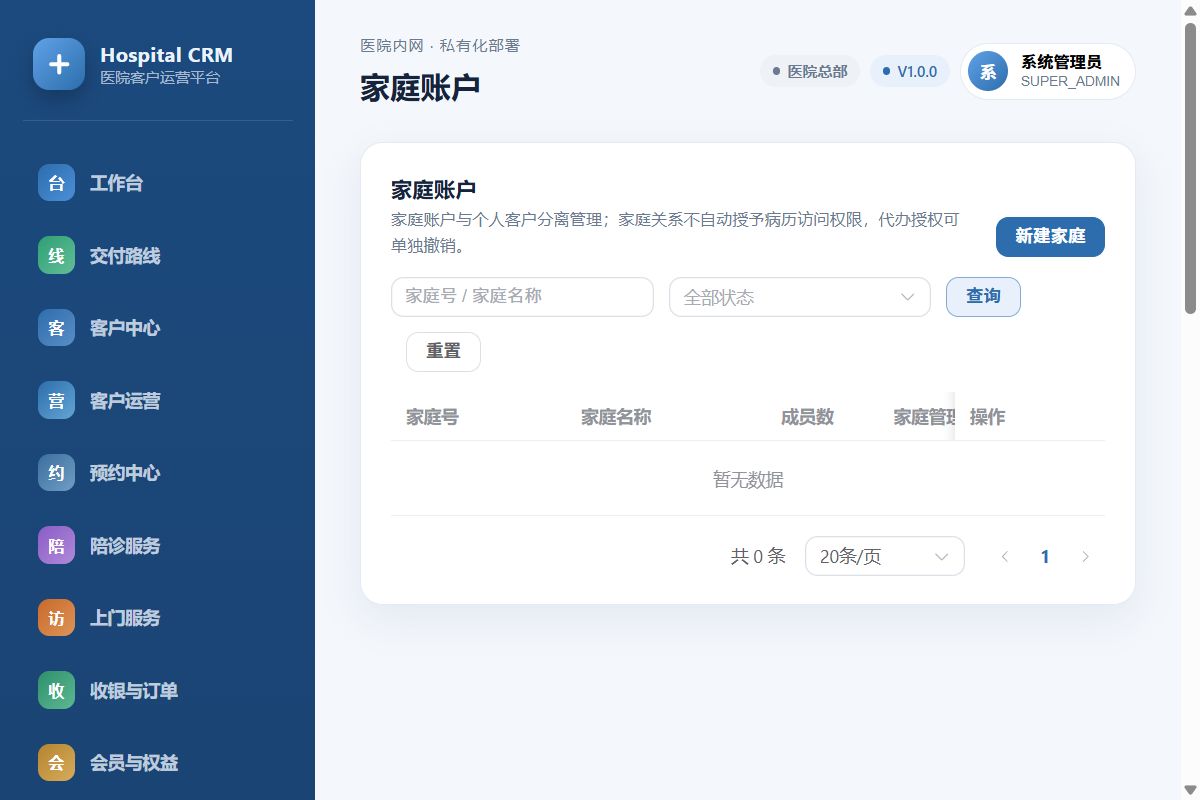 Hospital CRM
医院客户运营平台
台 工作台
线 交付路线
客 客户中心
营 客户运营
约 预约中心
陪 陪诊服务
访 上门服务
收 收银与订单
会 会员与权益
医院内网 · 私有化部署
家庭账户
医院总部
V1.0.0
系 系统管理员
SUPER_ADMIN
家庭账户
家庭账户与个人客户分离管理；家庭关系不自动授予病历访问权限，代办授权可
单独撤销。
新建家庭
家庭号 / 家庭名称 全部状态 查询
重置
家庭号 家庭名称 成员数 家庭管理 操作
暂无数据
共 0 条 20条/页 1